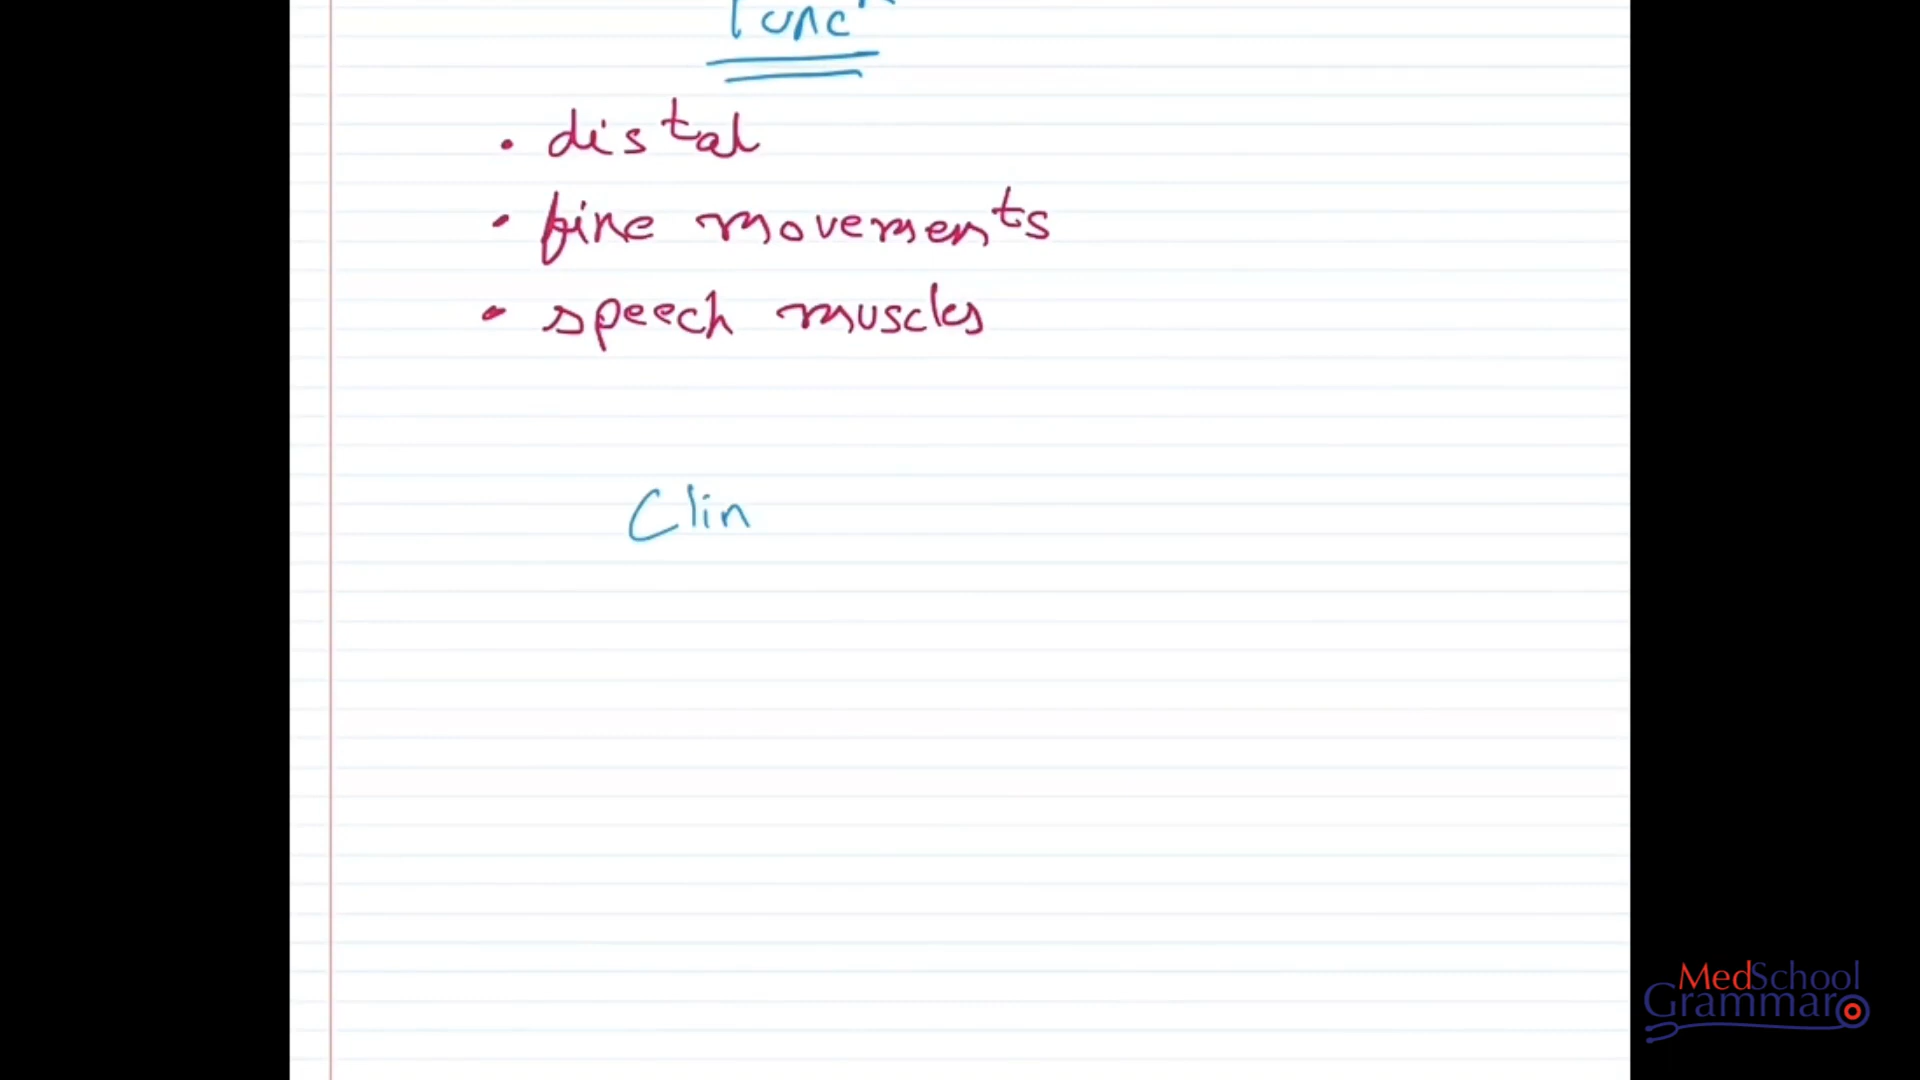 Func^n
• distal
• fine movements
• speech muscles
Clin
MedSchool
Grammar